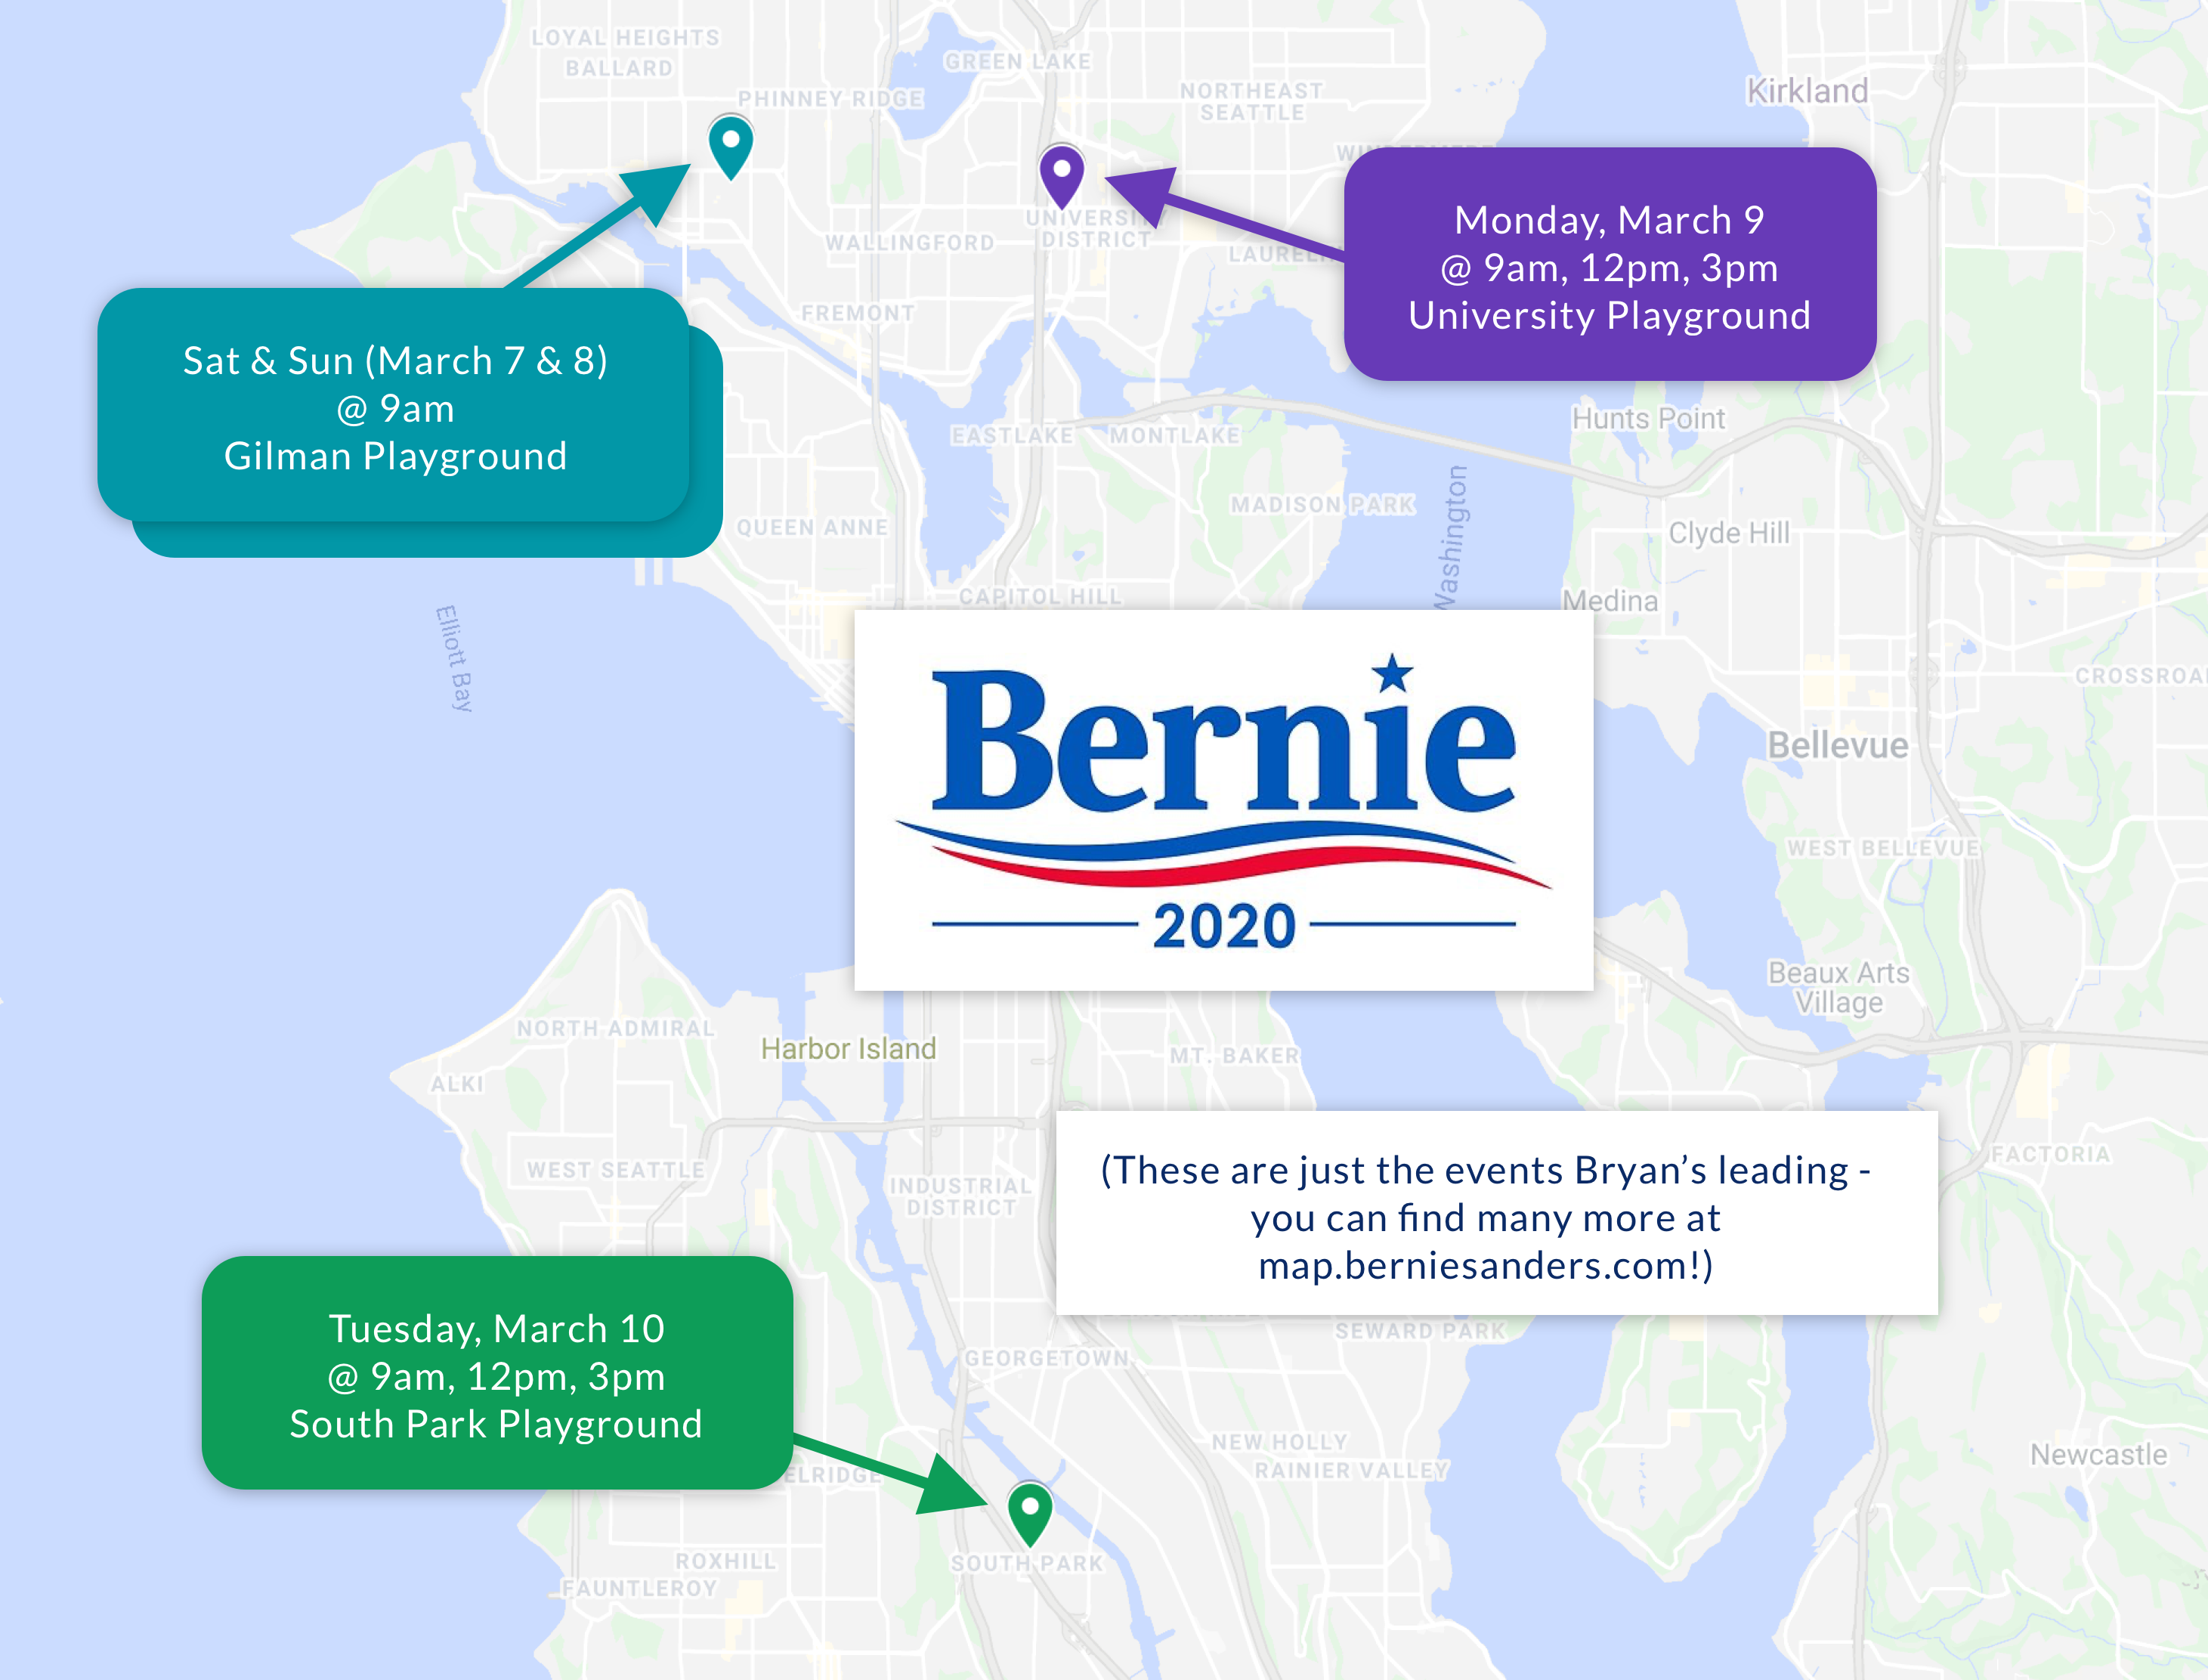 LOYAL HEIGHTS
BALLARD
GREEN LAKE
PHINNEY RIDGE
NORTHEAST
SEATTLE
Kirkland
Monday, March 9
@ 9am, 12pm, 3pm
University Playground
UNIVERSITY
DISTRICT
WALLINGFORD
FREMONT
Sat & Sun (March 7 & 8)
@ 9am
Gilman Playground
EASTLAKE
MONTLAKE
Hunts Point
MADISON PARK
QUEEN ANNE
Clyde Hill
Washington
CAPITOL HILL
Medina
Elliott Bay
Bernie
2020
CROSSROA
Bellevue
WEST BELLEVUE
Beaux Arts
Village
NORTH ADMIRAL
Harbor Island
MT. BAKER
ALKI
WEST SEATTLE
INDUSTRIAL
DISTRICT
FACTORIA
(These are just the events Bryan’s leading -
you can find many more at
map.berniesanders.com!)
SEWARD PARK
GEORGETOWN
Tuesday, March 10
@ 9am, 12pm, 3pm
South Park Playground
NEW HOLLY
RAINIER VALLEY
Newcastle
ELRIDGE
ROXHILL
SOUTH PARK
FAUNTLEROY